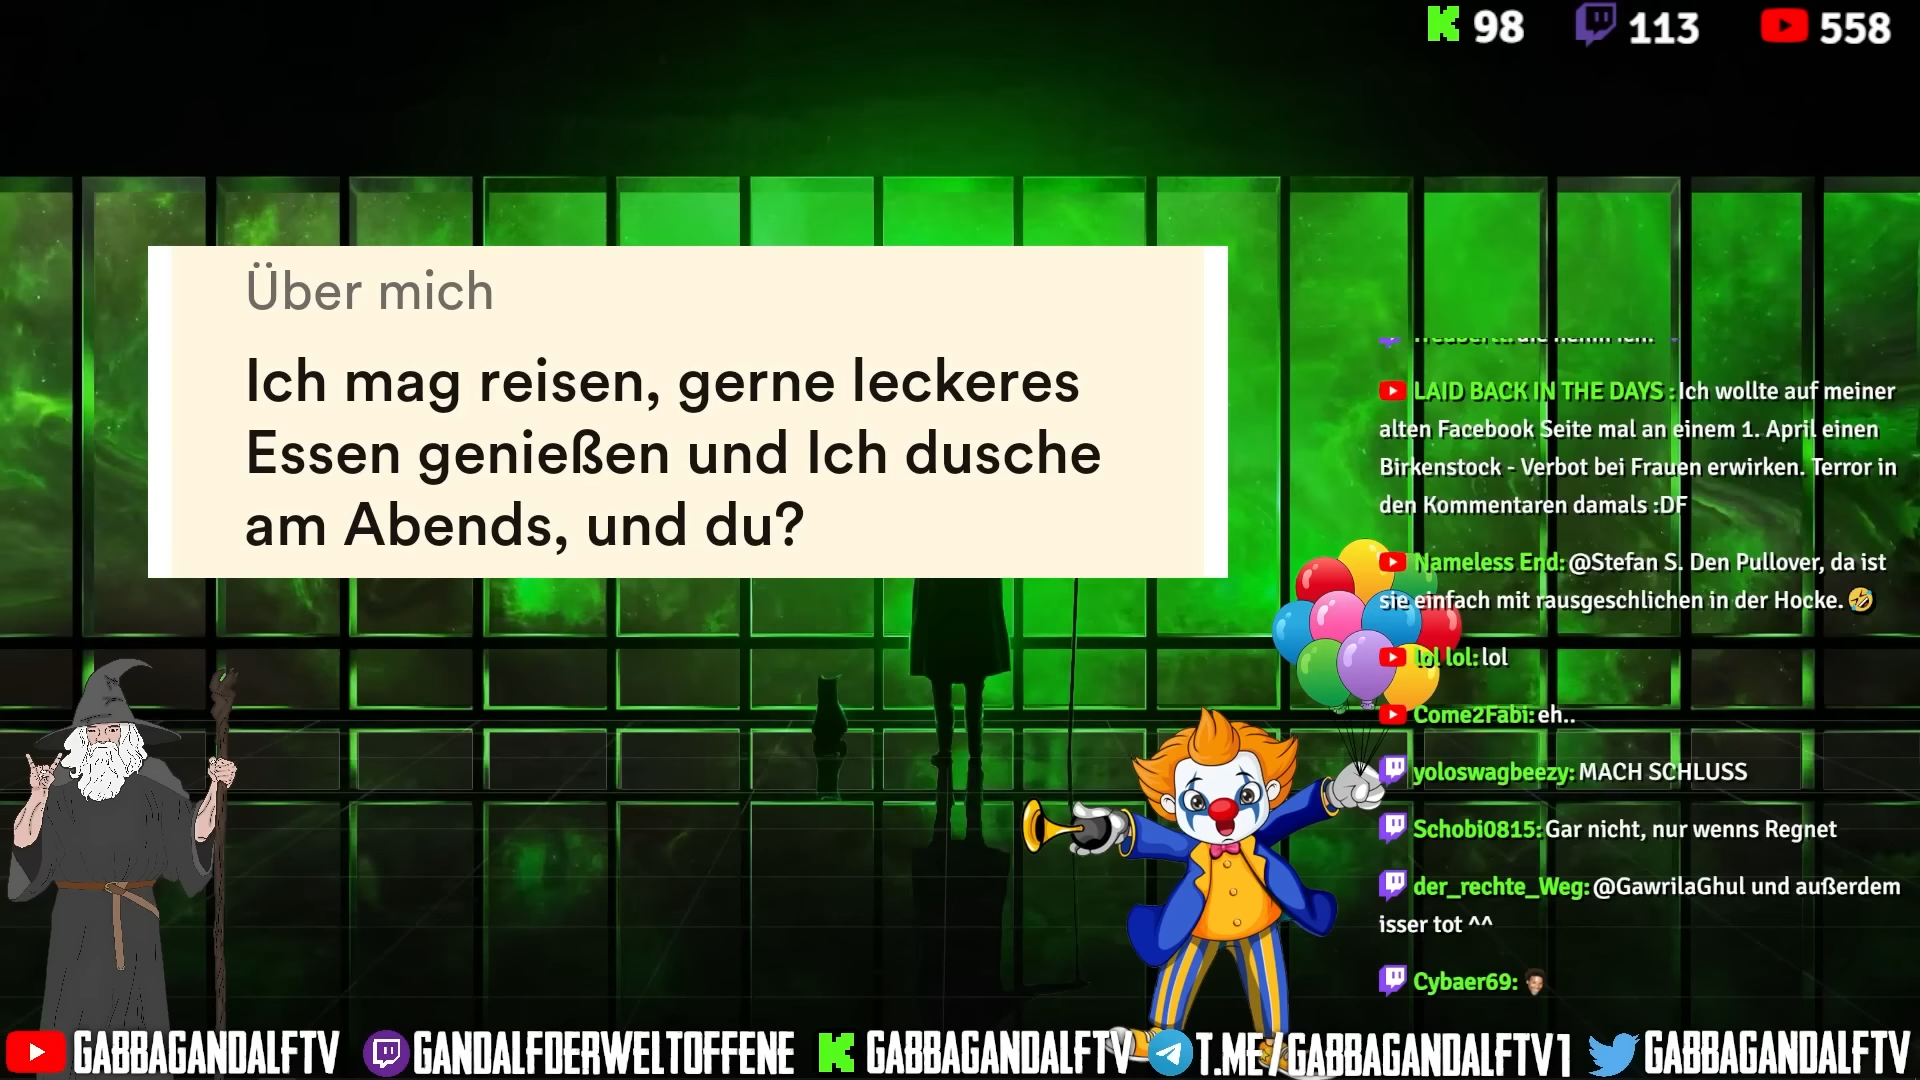 98 113 558
Über mich
Ich mag reisen, gerne leckeres
Essen genießen und Ich dusche
am Abends, und du?
LAID BACK IN THE DAYS : Ich wollte auf meiner
alten Facebook Seite mal an einem 1. April einen
Birkenstock - Verbot bei Frauen erwirken. Terror in
den Kommentaren damals :DF
Nameless End: @Stefan S. Den Pullover, da ist
sie einfach mit rausgeschlichen in der Hocke.
lol lol: lol
Come2Fabi: eh..
yoloswagbeezy: MACH SCHLUSS
Schobi0815: Gar nicht, nur wenns Regnet
der_rechte_Weg: @GawrilaGhul und außerdem
isser tot ^^
Cybaer69:
GABBAGANDALFTV GANDALFDERWELTOFFENE GABBAGANDALFTV T.ME/GABBAGANDALFTV1 GABBAGANDALFTV